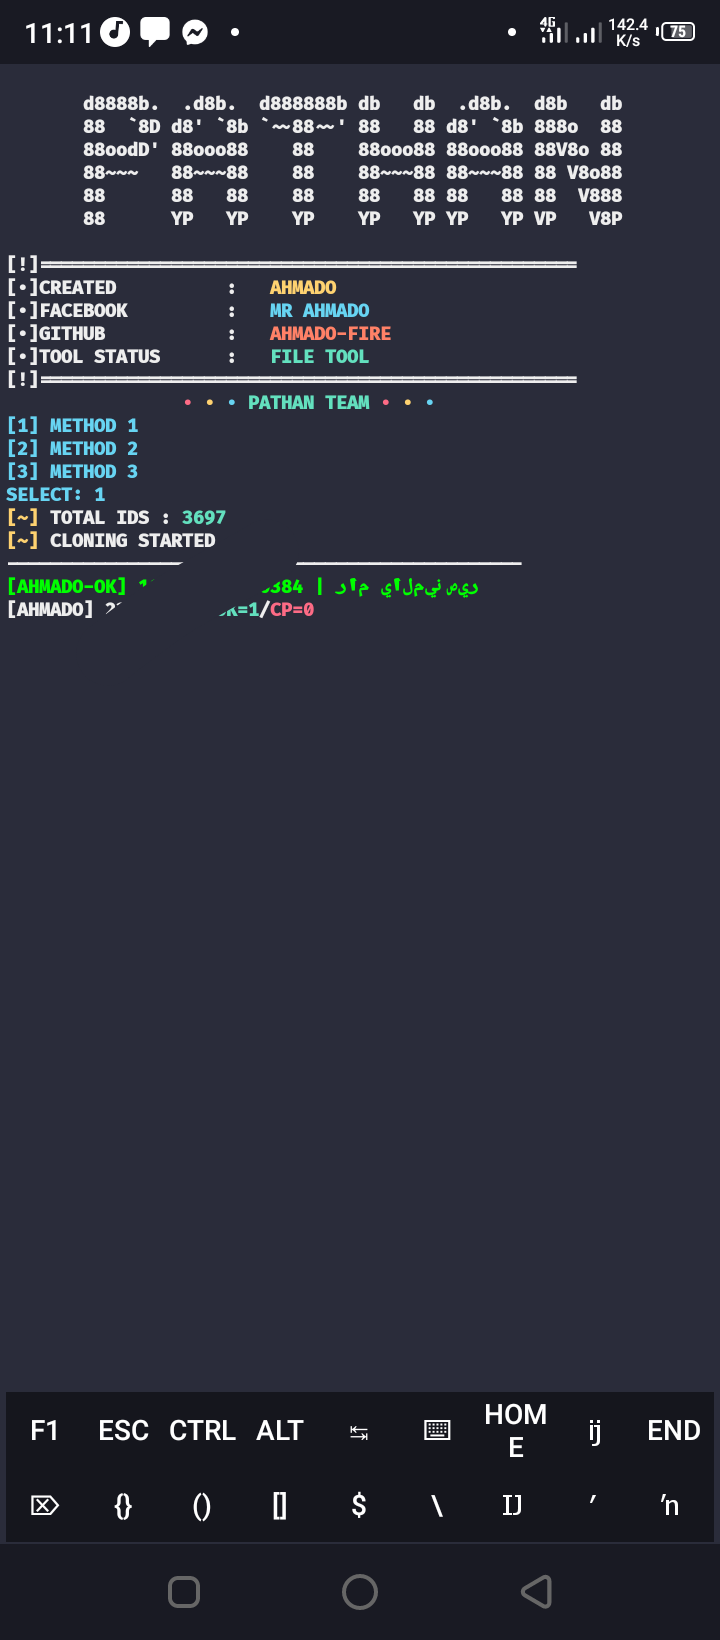 11:11
4G 142.4 K/s 75
d8888b. .d8b. d888888b db db .d8b. d8b db
88 `8D d8' `8b `~~88~~' 88 88 d8' `8b 888o 88
88oodD' 88ooo88 88 88ooo88 88ooo88 88V8o 88
88~~~ 88~~~88 88 88~~~88 88~~~88 88 V8o88
88 88 88 88 88 88 88 88 88 V888
88 YP YP YP YP YP YP YP VP V8P
[!]═════════════════════════════════════════════════
[•]CREATED : AHMADO
[•]FACEBOOK : MR AHMADO
[•]GITHUB : AHMADO-FIRE
[•]TOOL STATUS : FILE TOOL
[!]═════════════════════════════════════════════════
• • • PATHAN TEAM • • •
[1] METHOD 1
[2] METHOD 2
[3] METHOD 3
SELECT: 1
[~] TOTAL IDS : 3697
[~] CLONING STARTED
[AHMADO-OK] 384 |
[AHMADO] OK=1/CP=0
F1 ESC CTRL ALT ↹ ⌨ HOME ij END
⌦ {} () [] $ \ IJ ′ ŉ